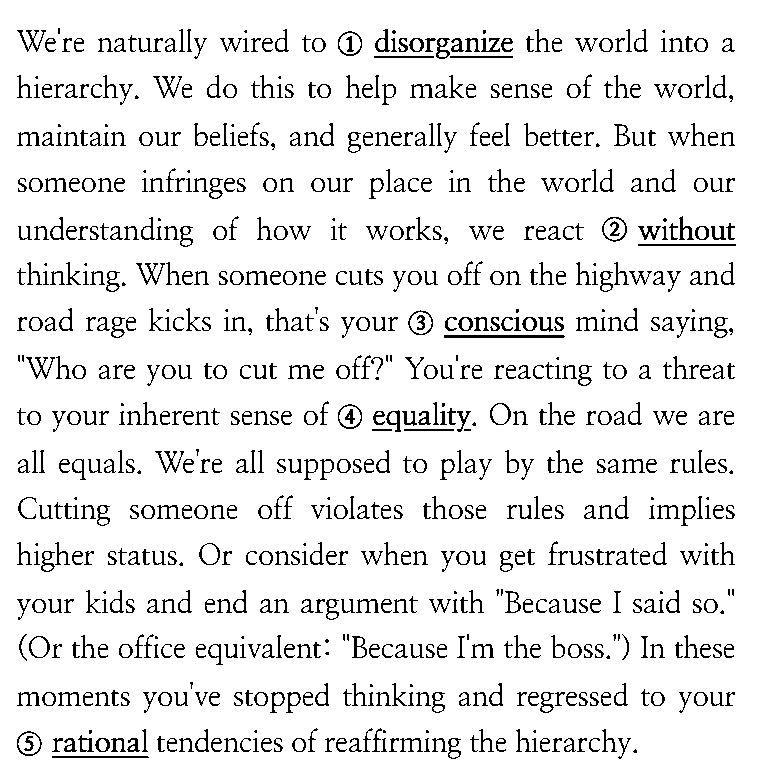 We're naturally wired to ① disorganize the world into a
hierarchy. We do this to help make sense of the world,
maintain our beliefs, and generally feel better. But when
someone infringes on our place in the world and our
understanding of how it works, we react ② without
thinking. When someone cuts you off on the highway and
road rage kicks in, that's your ③ conscious mind saying,
"Who are you to cut me off?" You're reacting to a threat
to your inherent sense of ④ equality. On the road we are
all equals. We're all supposed to play by the same rules.
Cutting someone off violates those rules and implies
higher status. Or consider when you get frustrated with
your kids and end an argument with "Because I said so."
(Or the office equivalent: "Because I'm the boss.") In these
moments you've stopped thinking and regressed to your
⑤ rational tendencies of reaffirming the hierarchy.